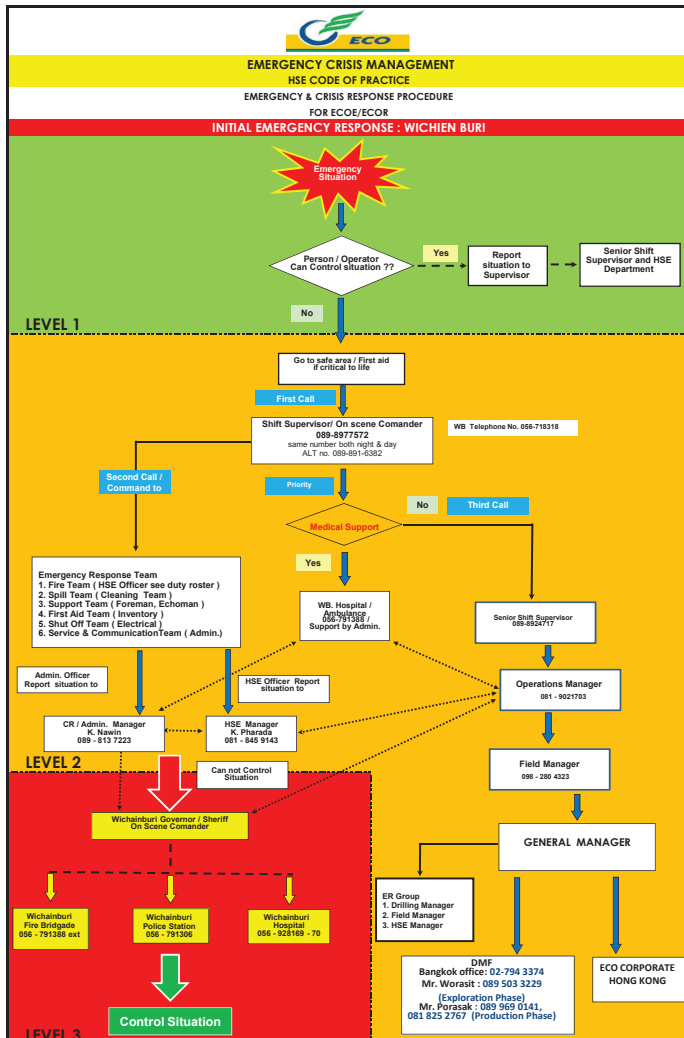 ECO
EMERGENCY CRISIS MANAGEMENT
HSE CODE OF PRACTICE
EMERGENCY & CRISIS RESPONSE PROCEDURE
FOR ECOE/ECOR
INITIAL EMERGENCY RESPONSE : WICHIEN BURI
Emergency
Situation
Person / Operator
Can Control situation ??
Yes
Report
situation to
Supervisor
Senior Shift
Supervisor and HSE
Department
No
LEVEL 1
Go to safe area / First aid
if critical to life
First Call
Shift Supervisor/ On scene Comander
089-8977572
same number both night & day
ALT no. 089-891-6382
WB Telephone No. 056-718318
Second Call /
Command to
Priority
No
Third Call
Medical Support
Yes
Emergency Response Team
1. Fire Team ( HSE Officer see duty roster )
2. Spill Team ( Cleaning Team )
3. Support Team ( Foreman, Echoman )
4. First Aid Team ( Inventory )
5. Shut Off Team ( Electrical )
6. Service & CommunicationTeam ( Admin.)
WB. Hospital /
Ambulance
056-791388 /
Support by Admin.
Senior Shift Supervisor
089-8924717
Admin. Officer
Report situation to
HSE Officer Report
situation to
Operations Manager
081 - 9021703
CR / Admin. Manager
K. Nawin
089 - 813 7223
HSE Manager
K. Pharada
081 - 845 9143
LEVEL 2
Can not Control
Situation
Field Manager
098 - 280 4323
Wichainburi Governor / Sheriff
On Scene Comander
GENERAL MANAGER
ER Group
1. Drilling Manager
2. Field Manager
3. HSE Manager
Wichainburi
Fire Bridgade
056 - 791388 ext
Wichainburi
Police Station
056 - 791306
Wichainburi
Hospital
056 - 928169 - 70
DMF
Bangkok office: 02-794 3374
Mr. Worasit : 089 503 3229
(Exploration Phase)
Mr. Porasak : 089 969 0141,
081 825 2767 (Production Phase)
ECO CORPORATE
HONG KONG
Control Situation
LEVEL 3